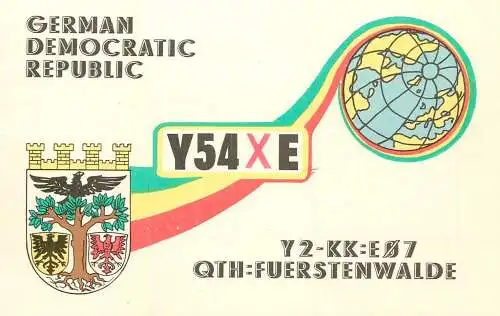 GERMAN
DEMOCRATIC
REPUBLIC
Y54XE
Y2-KK:EØ7
QTH:FUERSTENWALDE